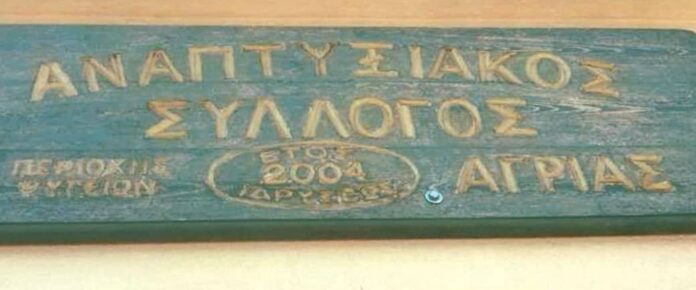 ΑΝΑΠΤΥΞΙΑΚΟΣ
ΣΥΛΛΟΓΟΣ
ΠΕΡΙΟΧΗΣ
ΨΥΓΕΙΩΝ
ΕΤΟΣ
2004
ΙΔΡΥΣΕΩΣ
ΑΓΡΙΑΣ